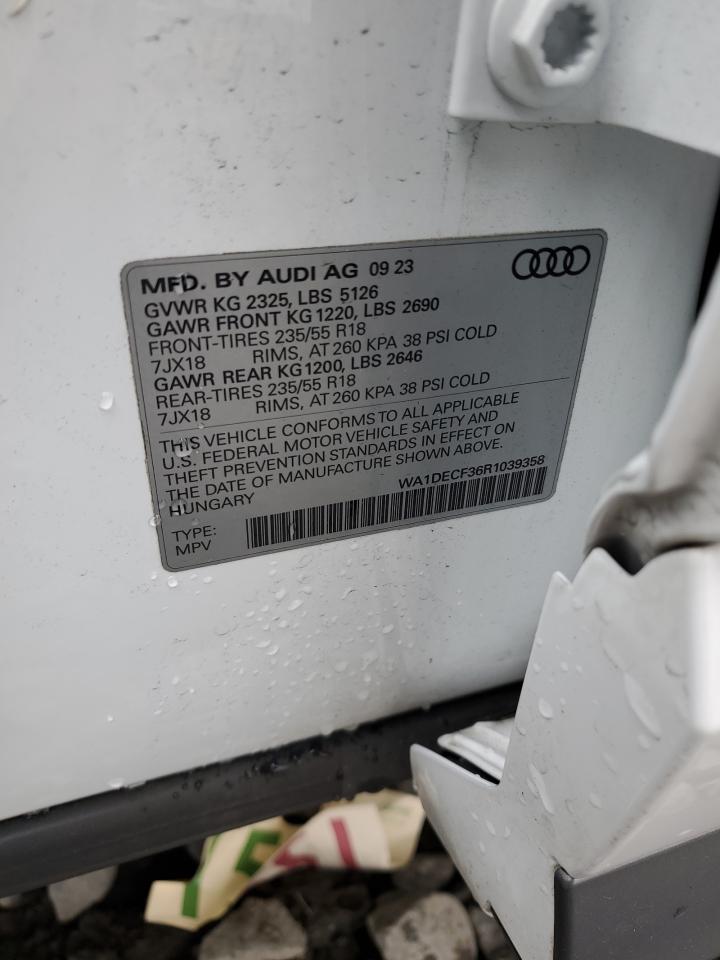 MFD. BY AUDI AG 09 23
GVWR KG 2325, LBS 5126
GAWR FRONT KG 1220, LBS 2690
FRONT-TIRES 235/55 R18
7JX18 RIMS, AT 260 KPA 38 PSI COLD
GAWR REAR KG 1200, LBS 2646
REAR-TIRES 235/55 R18
7JX18 RIMS, AT 260 KPA 38 PSI COLD
THIS VEHICLE CONFORMS TO ALL APPLICABLE
U.S. FEDERAL MOTOR VEHICLE SAFETY AND
THEFT PREVENTION STANDARDS IN EFFECT ON
THE DATE OF MANUFACTURE SHOWN ABOVE.
HUNGARY WA1DECF36R1039358
TYPE:
MPV